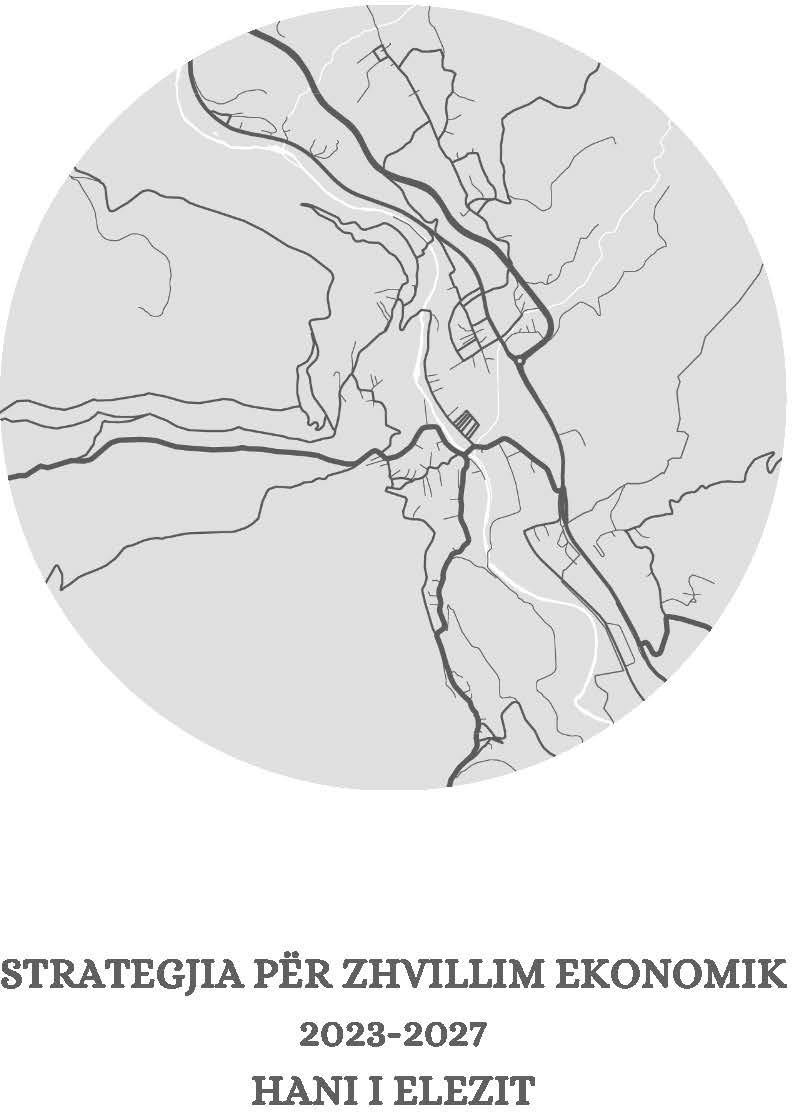 STRATEGJIA PËR ZHVILLIM EKONOMIK
2023-2027
HANI I ELEZIT